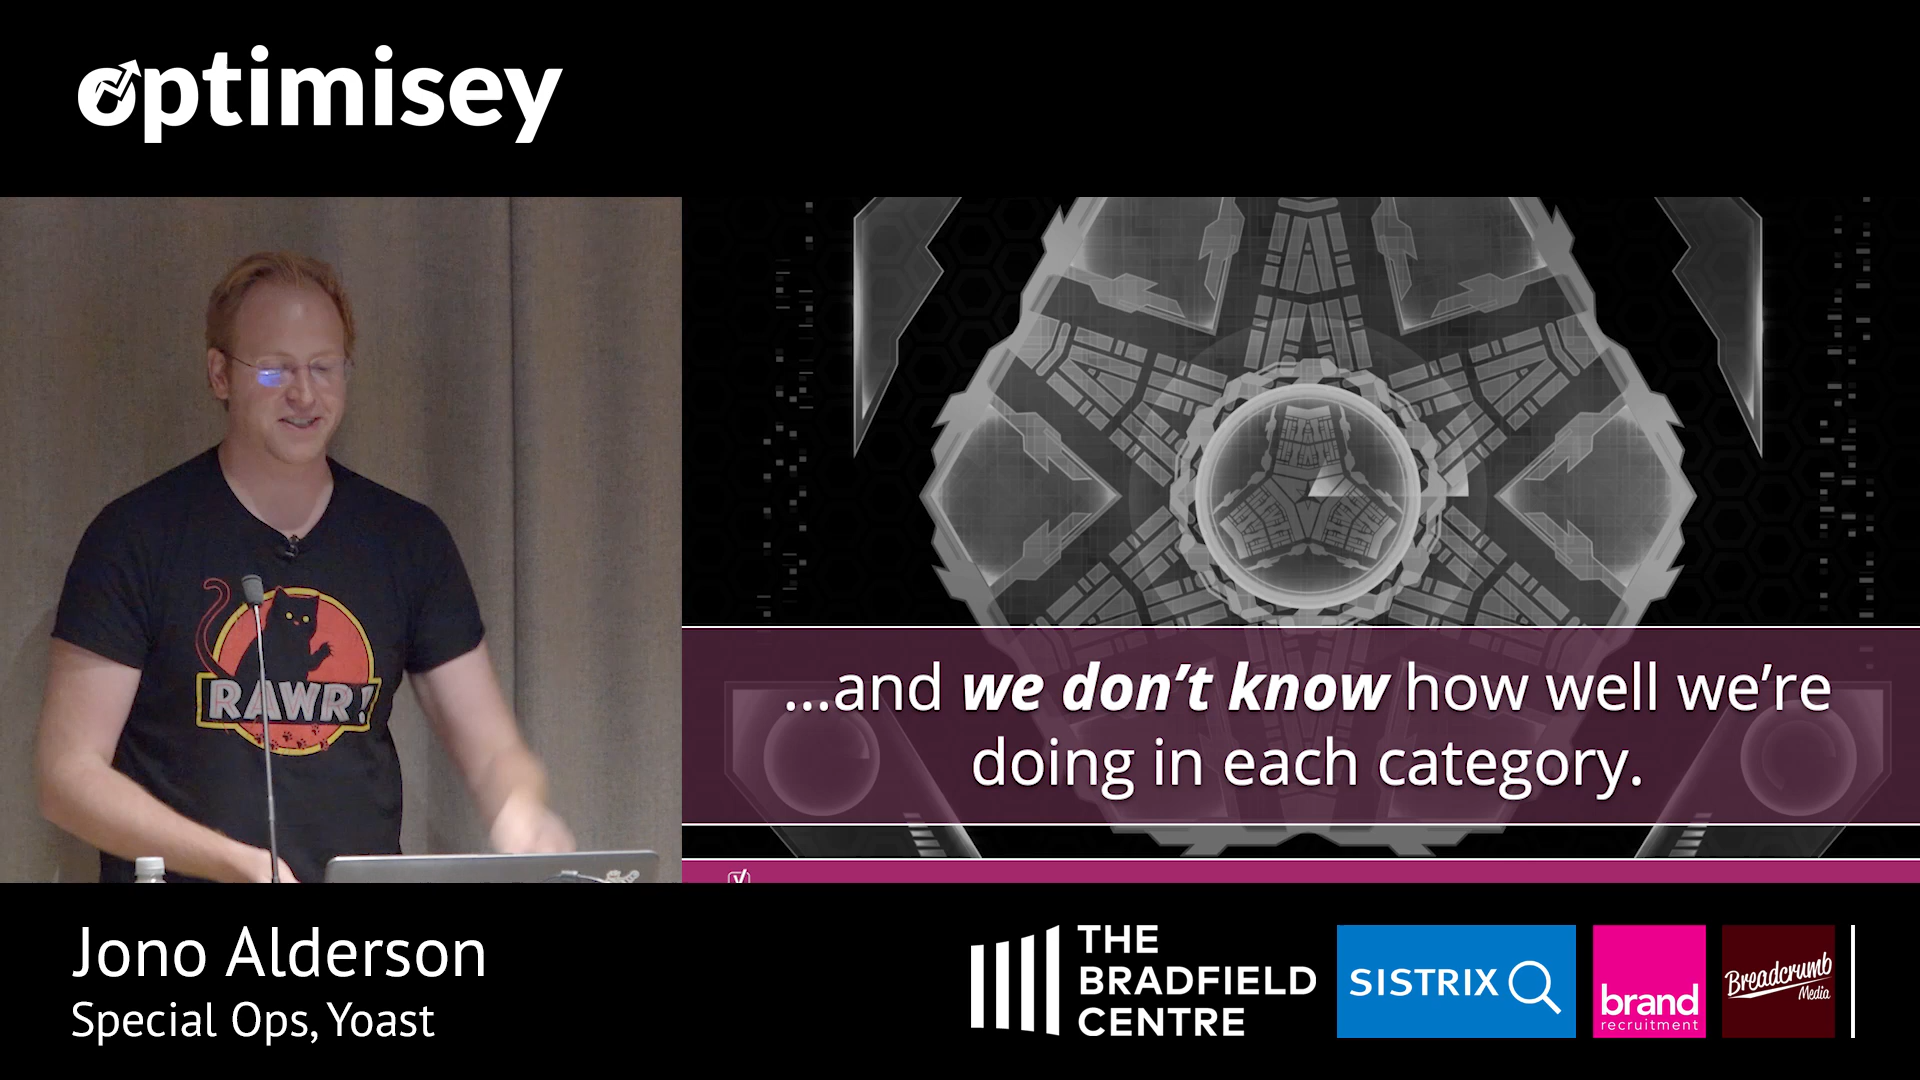 optimisey
RAWR!
...and we don't know how well we're
doing in each category.
Jono Alderson
Special Ops, Yoast
THE
BRADFIELD
CENTRE
SISTRIX
brand
recruitment
Breadcrumb
Media